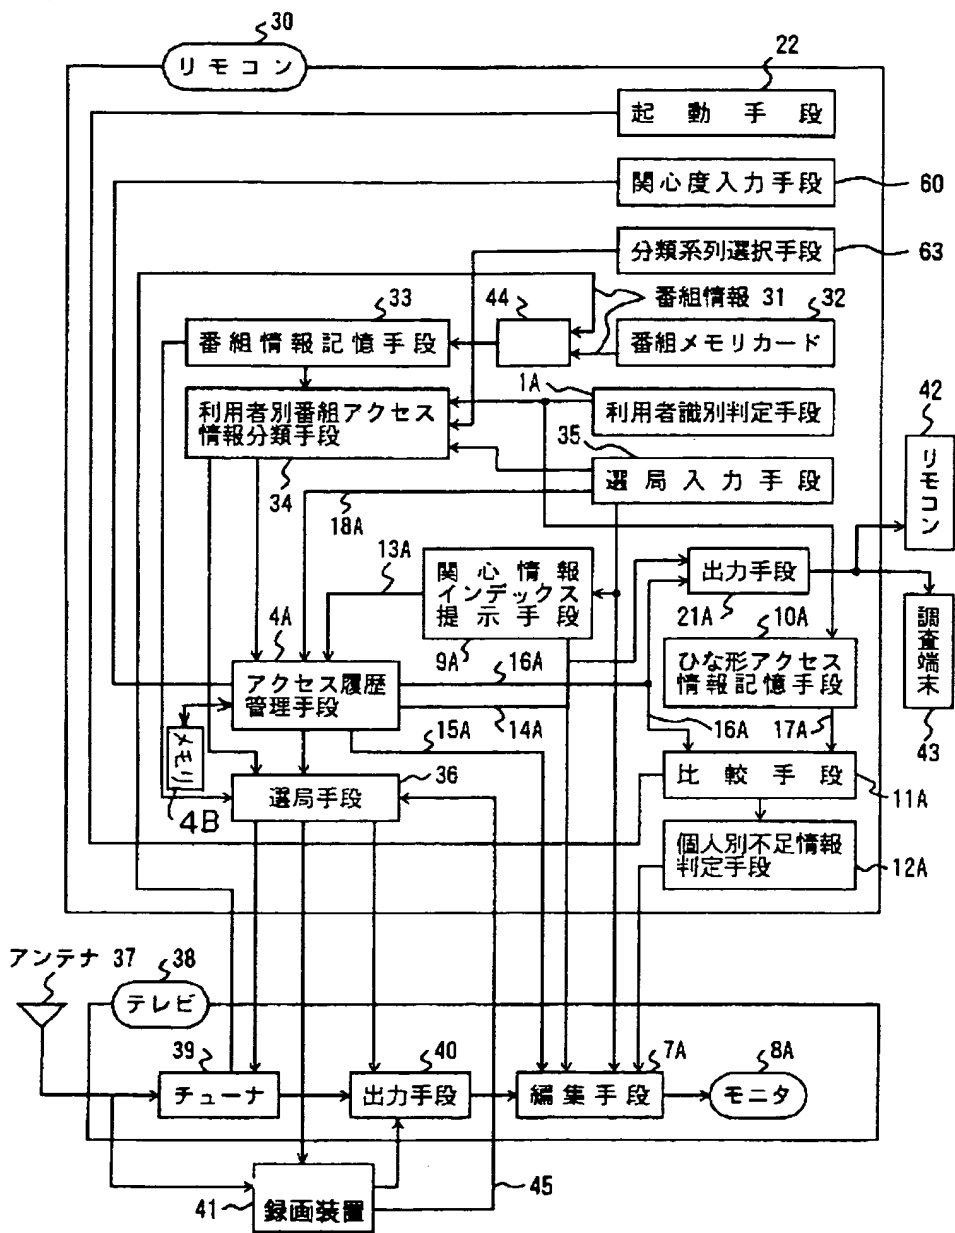 30
リモコン
22
起動手段
関心度入力手段
60
分類系列選択手段
63
33
44
番組情報 31
32
番組情報記憶手段
番組メモリカード
1A
利用者別番組アクセス
情報分類手段
利用者識別判定手段
42
リモコン
35
34
選局入力手段
18A
13A
関心情報
インデックス
提示手段
出力手段
21A
10A
4A
9A
アクセス履歴
管理手段
16A
ひな形アクセス
情報記憶手段
調査端末
14A
15A
16A
17A
43
メモリ
4B
36
選局手段
比較手段
11A
個人別不足情報
判定手段
12A
アンテナ 37
38
テレビ
39
40
7A
8A
チューナ
出力手段
編集手段
モニタ
41
録画装置
45